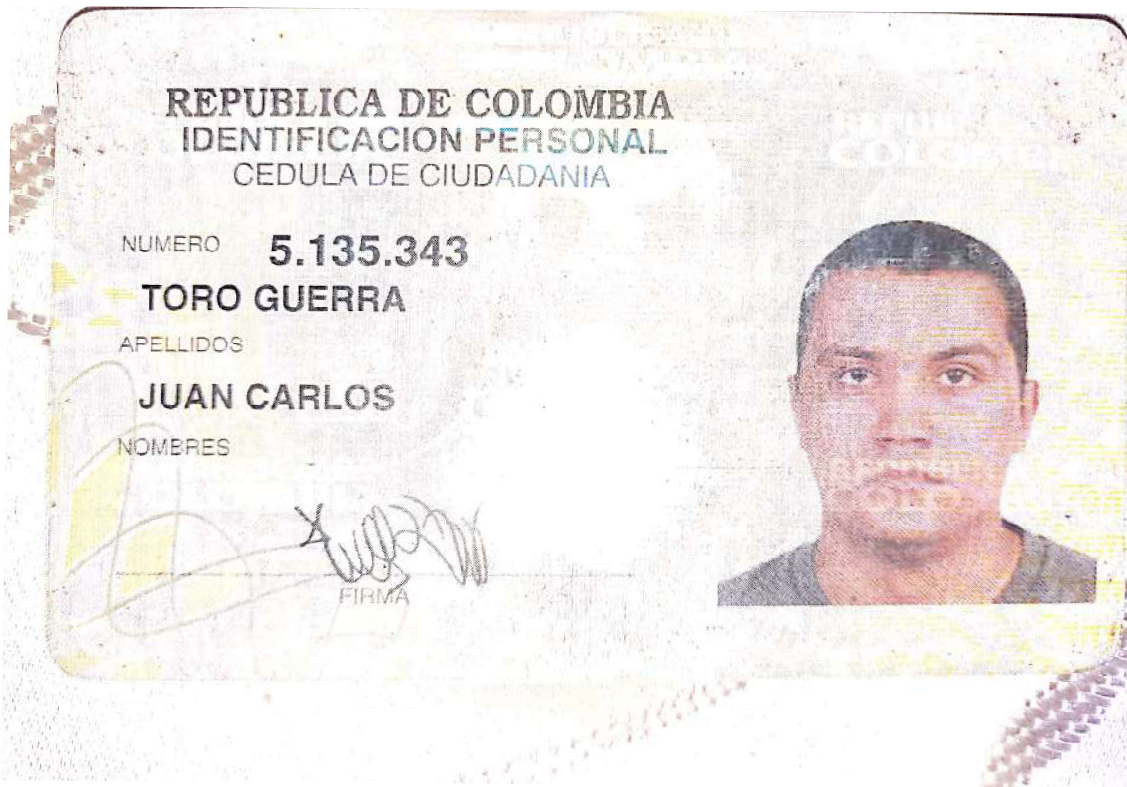 REPUBLICA DE COLOMBIA
IDENTIFICACION PERSONAL
CEDULA DE CIUDADANIA
NUMERO 5.135.343
TORO GUERRA
APELLIDOS
JUAN CARLOS
NOMBRES
FIRMA